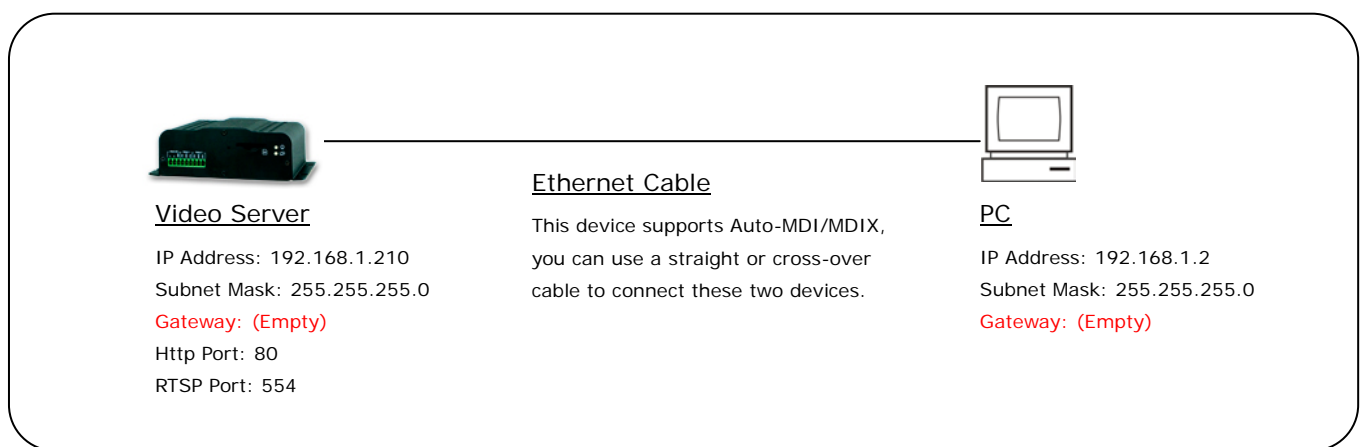 Ethernet Cable
This device supports Auto-MDI/MDIX,
you can use a straight or cross-over
cable to connect these two devices.
Video Server
IP Address: 192.168.1.210
Subnet Mask: 255.255.255.0
Gateway: (Empty)
Http Port: 80
RTSP Port: 554
PC
IP Address: 192.168.1.2
Subnet Mask: 255.255.255.0
Gateway: (Empty)